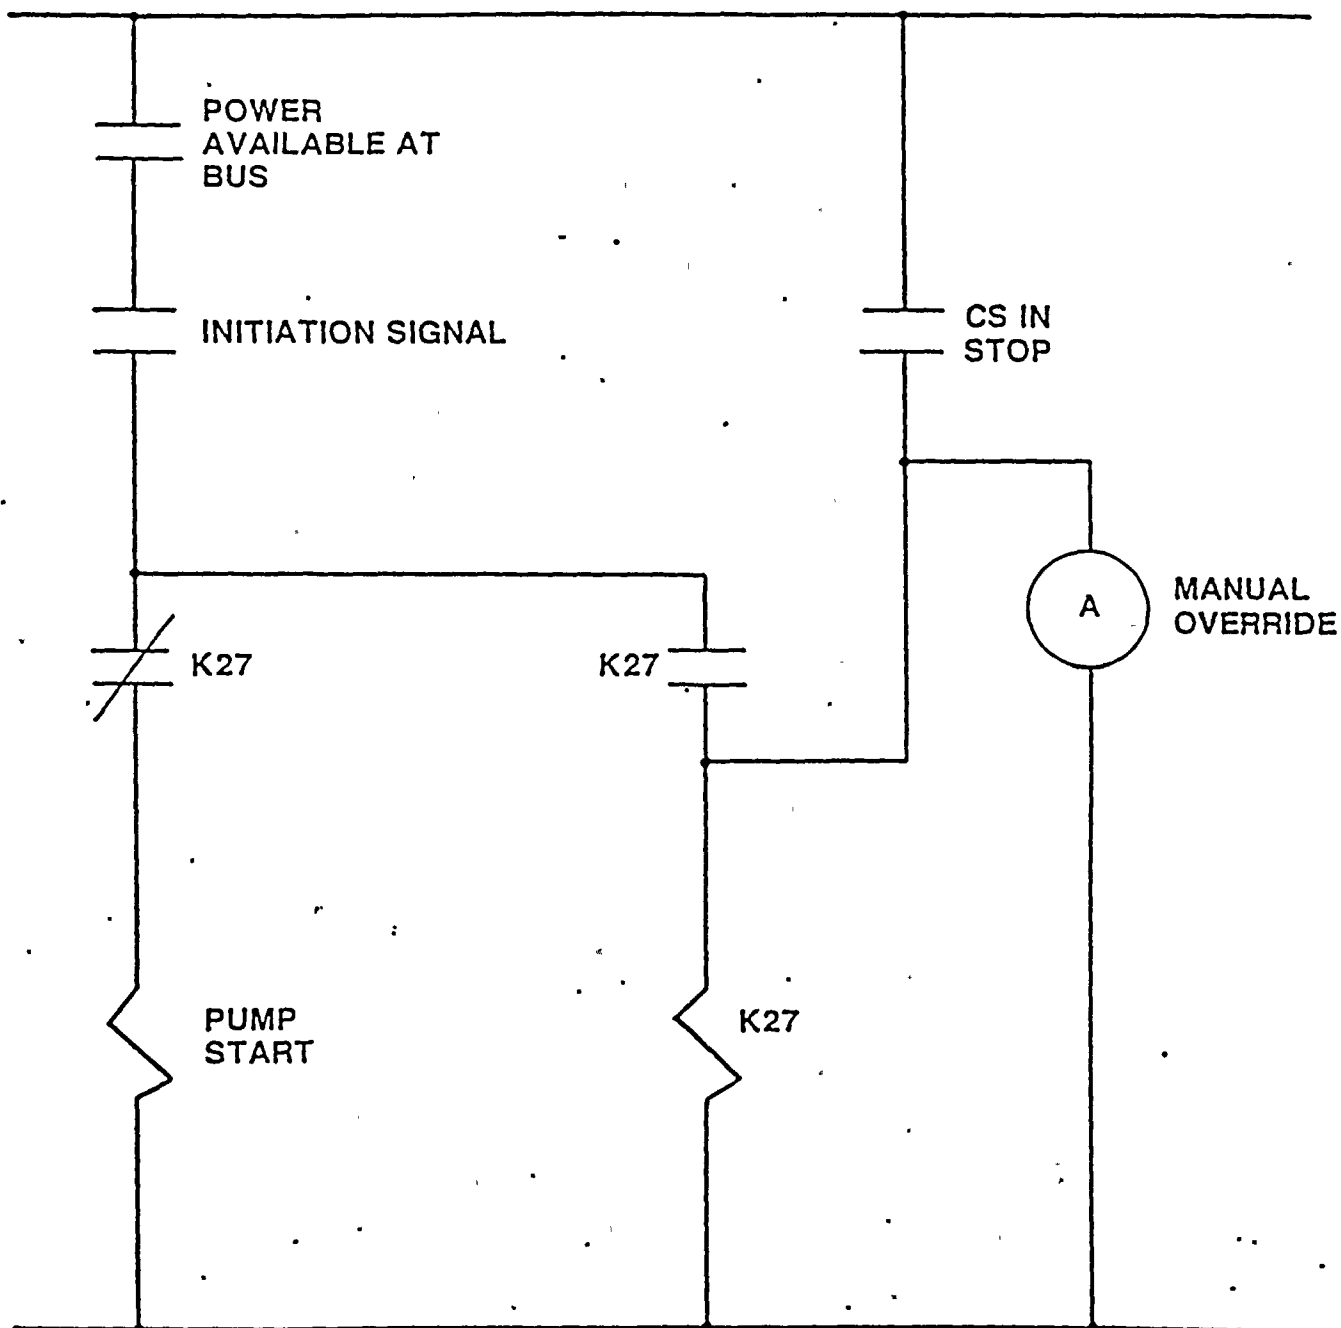 POWER
AVAILABLE AT
BUS
INITIATION SIGNAL
CS IN
STOP
A
MANUAL
OVERRIDE
K27
K27
PUMP
START
K27